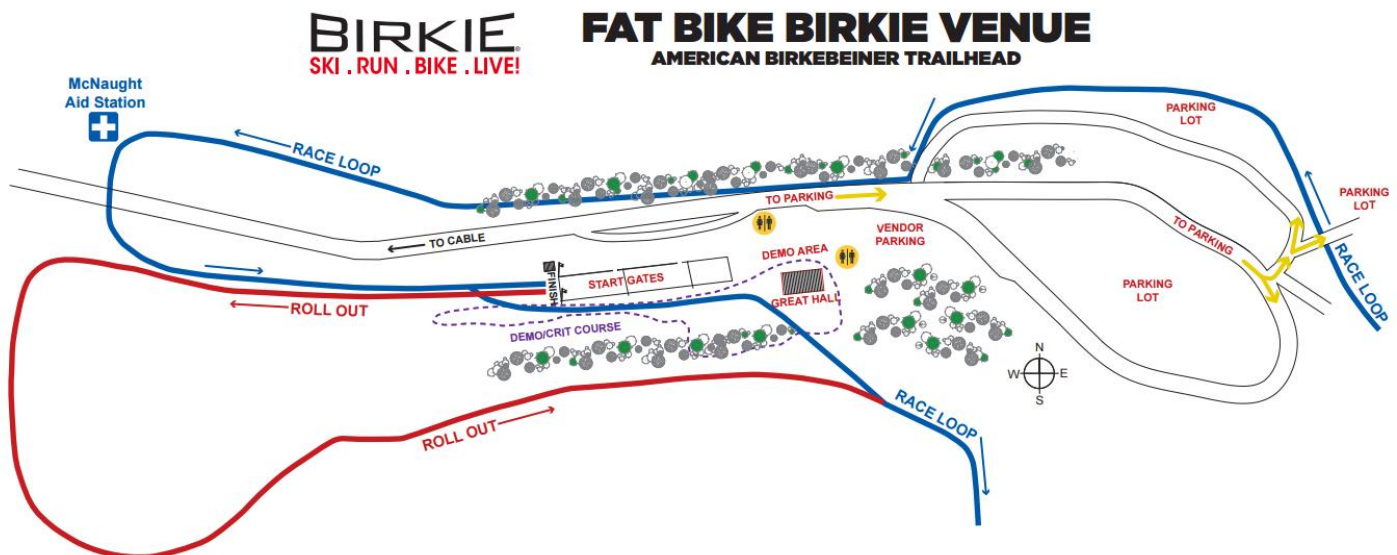 BIRKIE®
SKI . RUN . BIKE . LIVE!
FAT BIKE BIRKIE VENUE
AMERICAN BIRKEBEINER TRAILHEAD
McNaught
Aid Station
RACE LOOP
PARKING
LOT
TO PARKING
PARKING
LOT
TO CABLE
VENDOR
PARKING
TO PARKING
DEMO AREA
FINISH
START GATES
GREAT HALL
PARKING
LOT
RACE LOOP
ROLL OUT
DEMO/CRIT COURSE
N
W
E
S
ROLL OUT
RACE LOOP